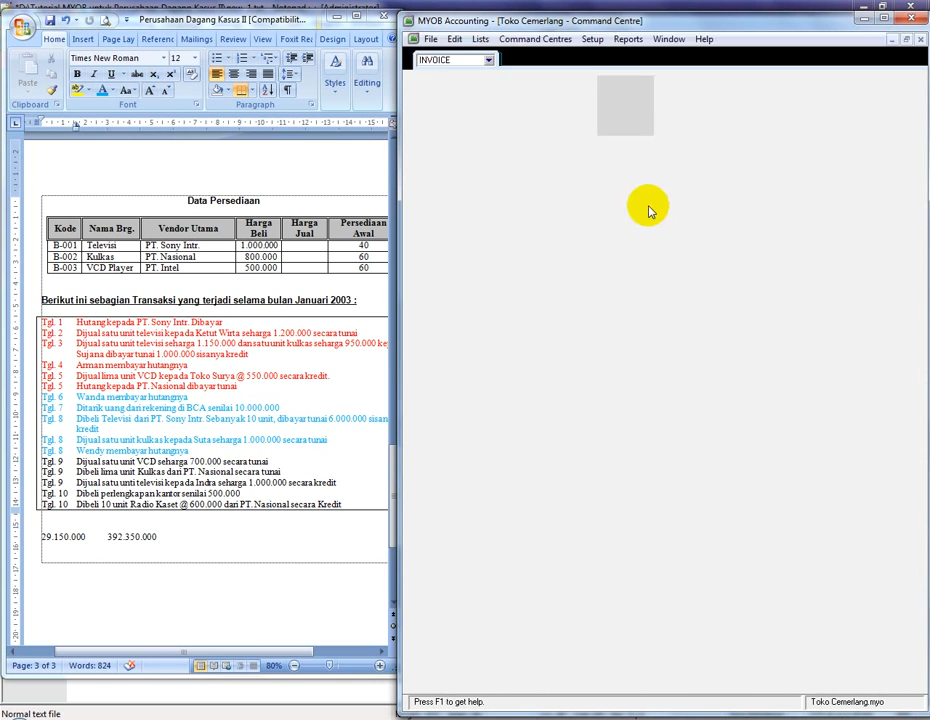 Perusahaan Dagang Kasus II [Compatibilit...
Home Insert Page Lay Referenc Mailings Review View Foxit Rea Design Layout
Paste
Times New Roman 12
Styles
Editing
Clipboard Font Paragraph
Data Persediaan
Kode Nama Brg. Vendor Utama Harga Beli Harga Jual Persediaan Awal
B-001 Televisi PT. Sony Intr. 1.000.000 40
B-002 Kulkas PT. Nasional 800.000 60
B-003 VCD Player PT. Intel 500.000 60
Berikut ini sebagian Transaksi yang terjadi selama bulan Januari 2003 :
Tgl. 1 Hutang kepada PT. Sony Intr. Dibayar
Tgl. 2 Dijual satu unit televisi kepada Ketut Wirta seharga 1.200.000 secara tunai
Tgl. 3 Dijual satu unit televisi seharga 1.150.000 dan satu unit kulkas seharga 950.000 ke
Sujana dibayar tunai 1.000.000 sisanya kredit
Tgl. 4 Arman membayar hutangnya
Tgl. 5 Dijual lima unit VCD kepada Toko Surya @ 550.000 secara kredit.
Tgl. 5 Hutang kepada PT. Nasional dibayar tunai
Tgl. 6 Wanda membayar hutangnya
Tgl. 7 Ditarik uang dari rekening di BCA senilai 10.000.000
Tgl. 8 Dibeli Televisi dari PT. Sony Intr. Sebanyak 10 unit, dibayar tunai 6.000.000 sisan
kredit
Tgl. 8 Dijual satu unit kulkas kepada Suta seharga 1.000.000 secara tunai
Tgl. 8 Wendy membayar hutangnya
Tgl. 9 Dijual satu unit VCD seharga 700.000 secara tunai
Tgl. 9 Dibeli lima unit Kulkas dari PT. Nasional secara tunai
Tgl. 9 Dijual satu unti televisi kepada Indra seharga 1.000.000 secara kredit
Tgl. 10 Dibeli perlengkapan kantor senilai 500.000
Tgl. 10 Dibeli 10 unit Radio Kaset @ 600.000 dari PT. Nasional secara Kredit
29.150.000 392.350.000
Page: 3 of 3 Words: 824 80%
Normal text file
MYOB Accounting - [Toko Cemerlang - Command Centre]
File Edit Lists Command Centres Setup Reports Window Help
INVOICE
Press F1 to get help. Toko Cemerlang.myo